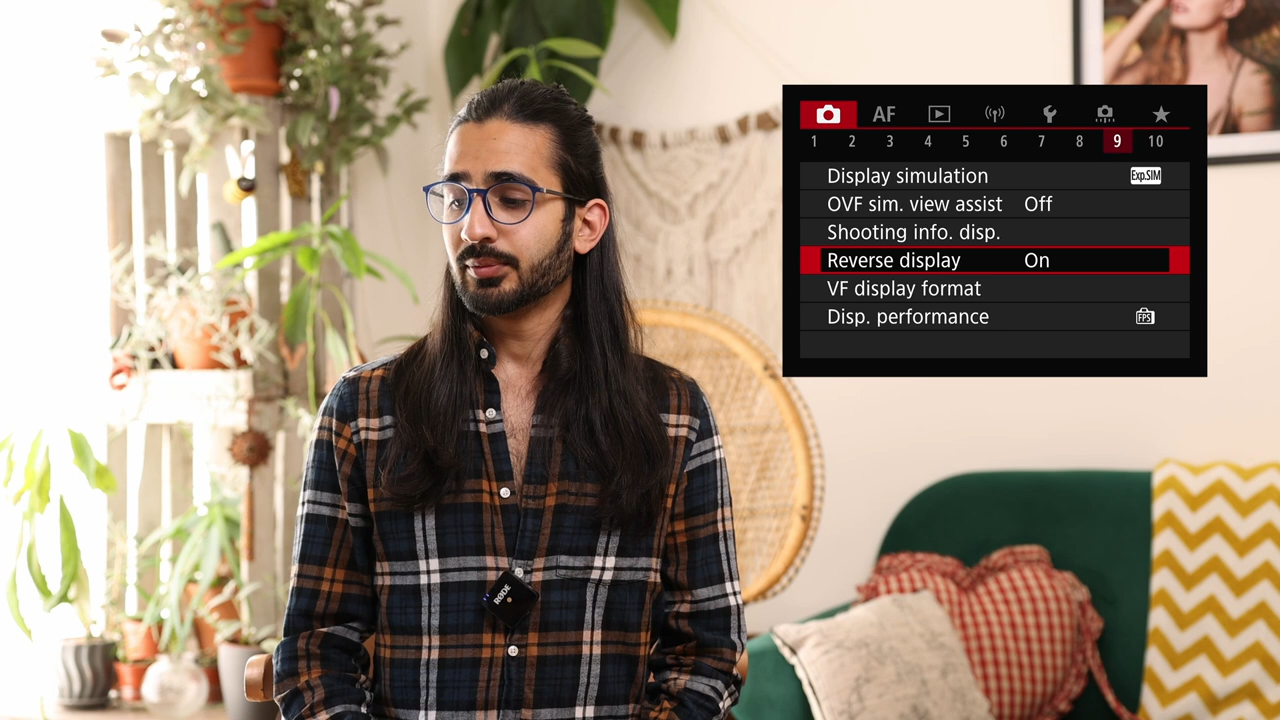 AF
1 2 3 4 5 6 7 8 9 10
Display simulation Exp.SIM
OVF sim. view assist Off
Shooting info. disp.
Reverse display On
VF display format
Disp. performance FPS
RØDE